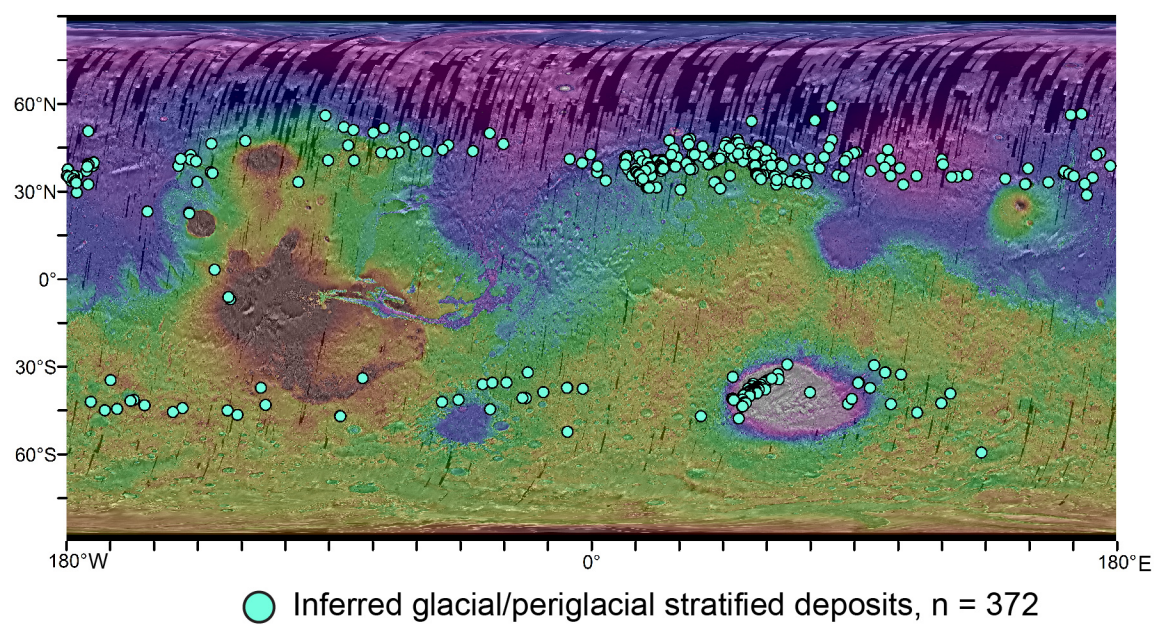 60°N
30°N
0°
30°S
60°S
180°W
0°
180°E
Inferred glacial/periglacial stratified deposits, n = 372